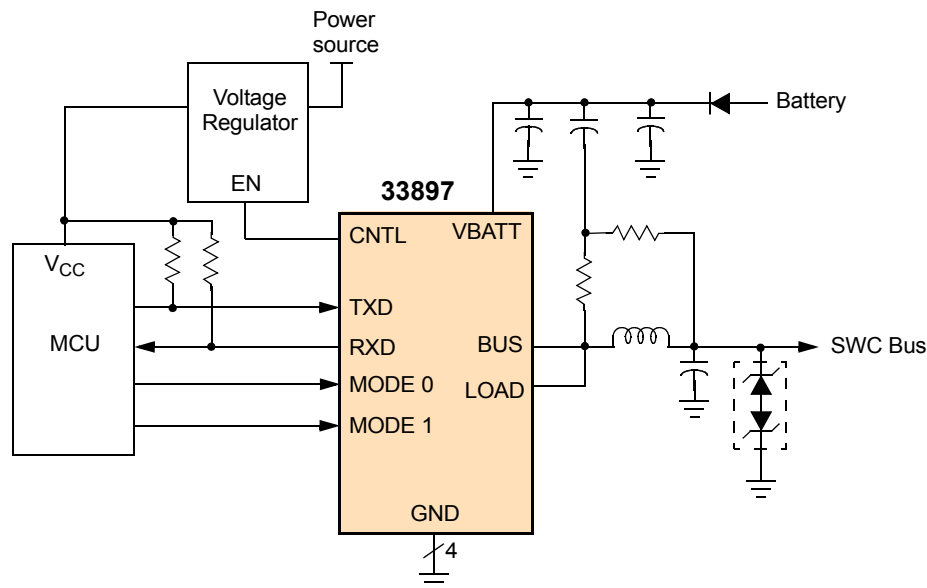 Power
source
Voltage
Regulator
EN
Battery
33897
CNTL
VBATT
VCC
TXD
MCU
RXD
BUS
SWC Bus
MODE 0
LOAD
MODE 1
GND
4